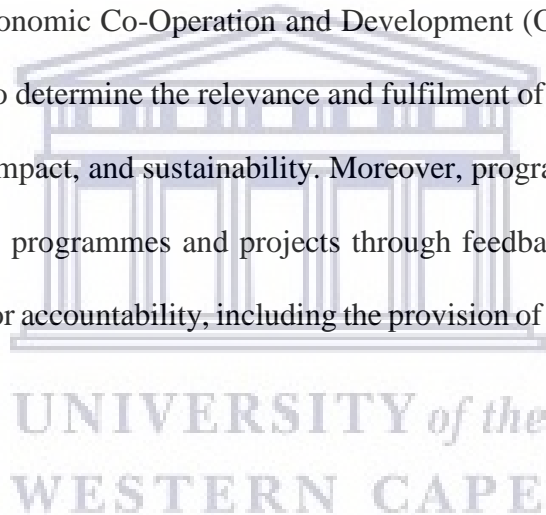 onomic Co-Operation and Development (
o determine the relevance and fulfilment of
mpact, and sustainability. Moreover, progra
programmes and projects through feedba
or accountability, including the provision of
UNIVERSITY of the
WESTERN CAPE